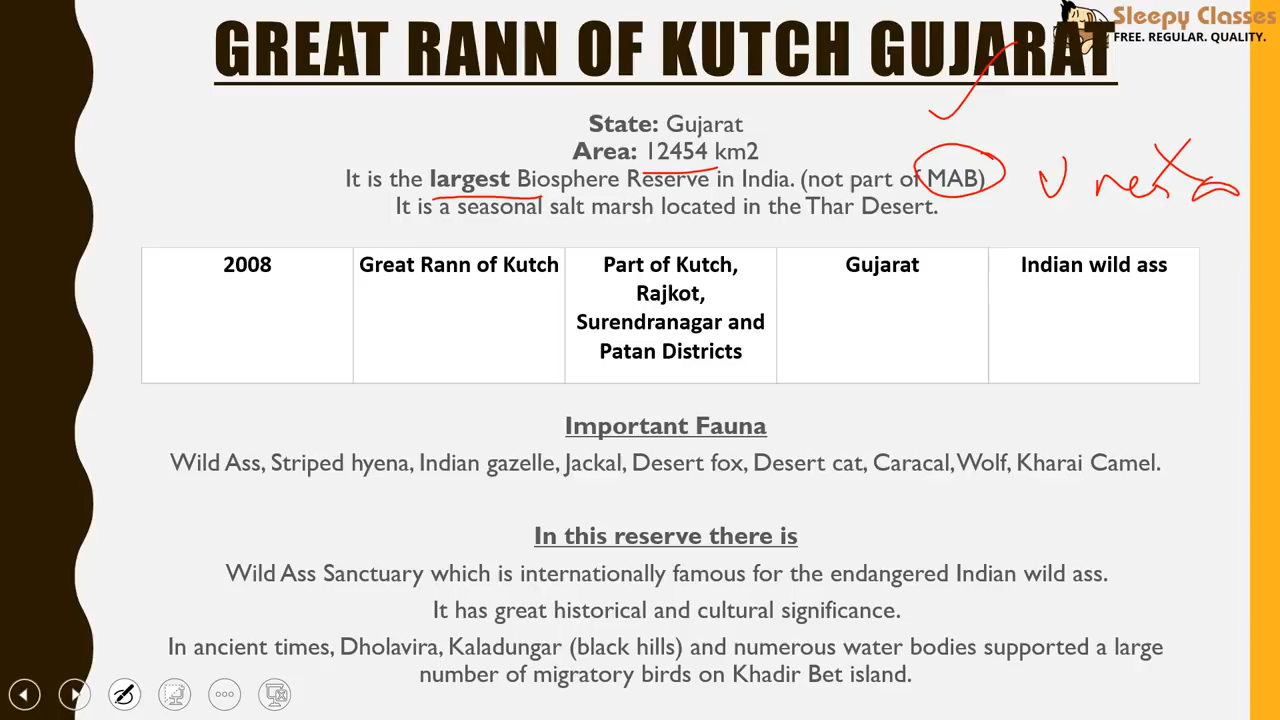 Sleepy Classes
FREE. REGULAR. QUALITY.
GREAT RANN OF KUTCH GUJARAT
State: Gujarat
Area: 12454 km2
It is the largest Biosphere Reserve in India. (not part of MAB)
It is a seasonal salt marsh located in the Thar Desert.
2008
Great Rann of Kutch
Part of Kutch,
Rajkot,
Surendranagar and
Patan Districts
Gujarat
Indian wild ass
Important Fauna
Wild Ass, Striped hyena, Indian gazelle, Jackal, Desert fox, Desert cat, Caracal, Wolf, Kharai Camel.
In this reserve there is
Wild Ass Sanctuary which is internationally famous for the endangered Indian wild ass.
It has great historical and cultural significance.
In ancient times, Dholavira, Kaladungar (black hills) and numerous water bodies supported a large
number of migratory birds on Khadir Bet island.